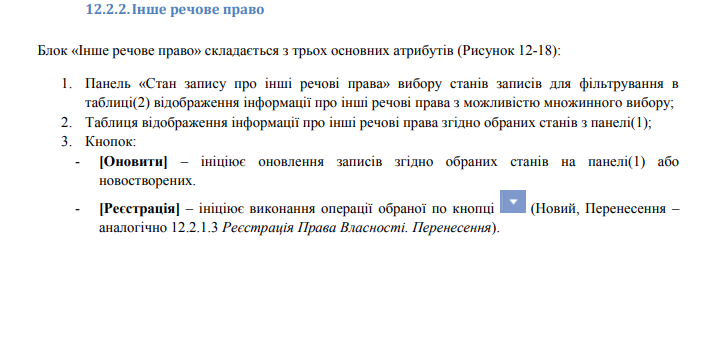 12.2.2.Інше речове право
Блок «Інше речове право» складається з трьох основних атрибутів (Рисунок 12-18):
1. Панель «Стан запису про інші речові права» вибору станів записів для фільтрування в
таблиці(2) відображення інформації про інші речові права з можливістю множинного вибору;
2. Таблиця відображення інформації про інші речові права згідно обраних станів з панелі(1);
3. Кнопок:
- [Оновити] – ініціює оновлення записів згідно обраних станів на панелі(1) або
новостворених.
- [Реєстрація] – ініціює виконання операції обраної по кнопці (Новий, Перенесення –
аналогічно 12.2.1.3 Реєстрація Права Власності. Перенесення).